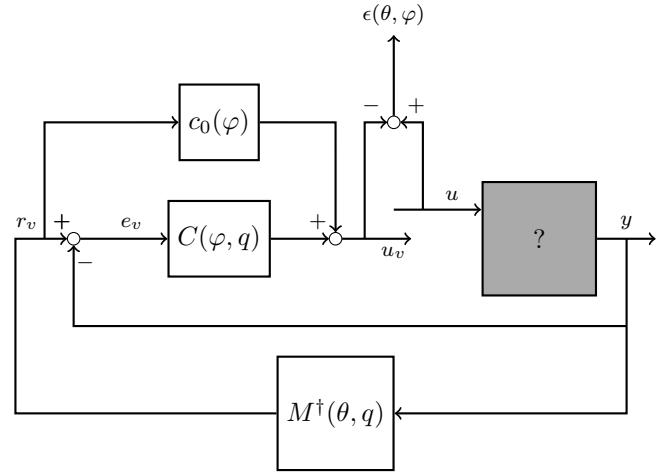 ϵ(θ, φ)
− +
c₀(φ)
r_v + e_v C(φ, q) + u_v u ? y
−
M†(θ, q)